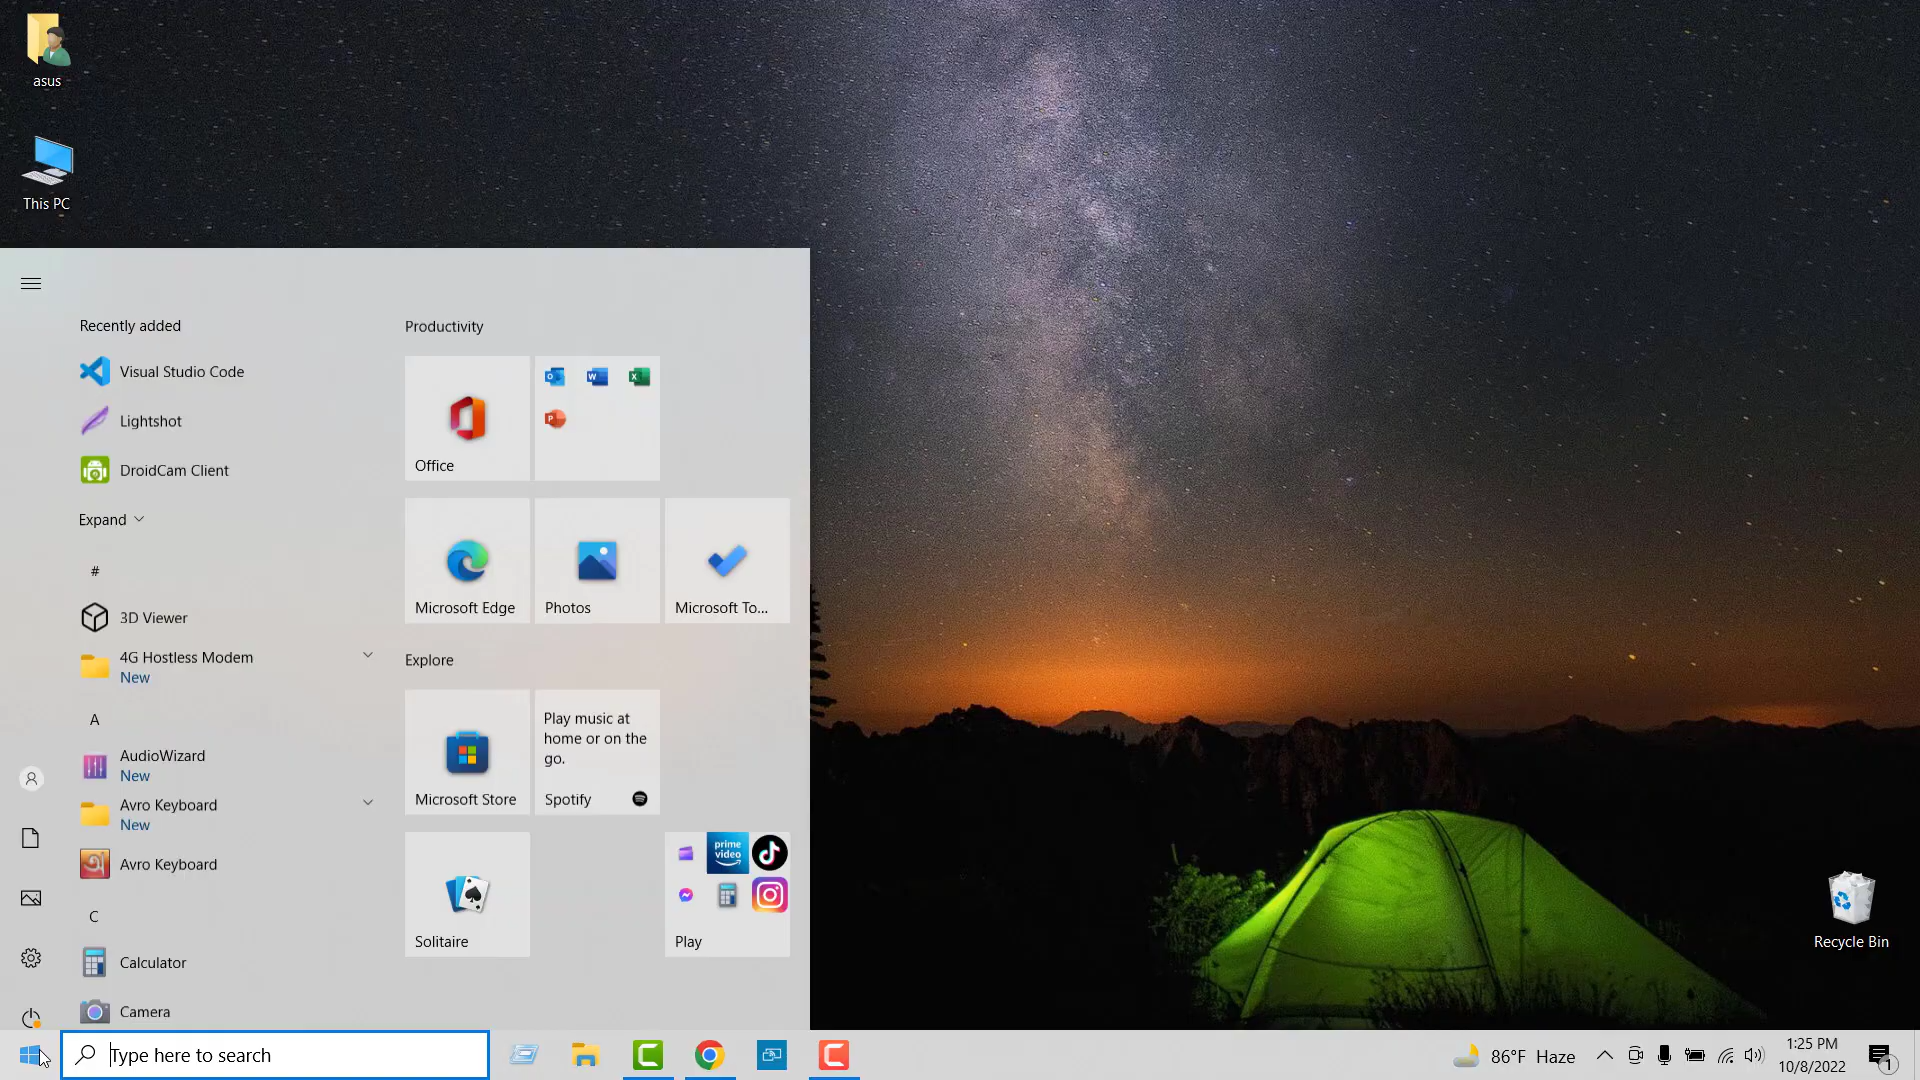 asus
This PC
Recently added
Visual Studio Code
Lightshot
DroidCam Client
Expand
#
3D Viewer
4G Hostless Modem
New
A
AudioWizard
New
Avro Keyboard
New
Avro Keyboard
C
Calculator
Camera
Productivity
Office
Microsoft Edge
Photos
Microsoft To...
Explore
Microsoft Store
Play music at
home or on the
go.
Spotify
Solitaire
prime
video
Play
Recycle Bin
Type here to search
86°F Haze
1:25 PM
10/8/2022
1